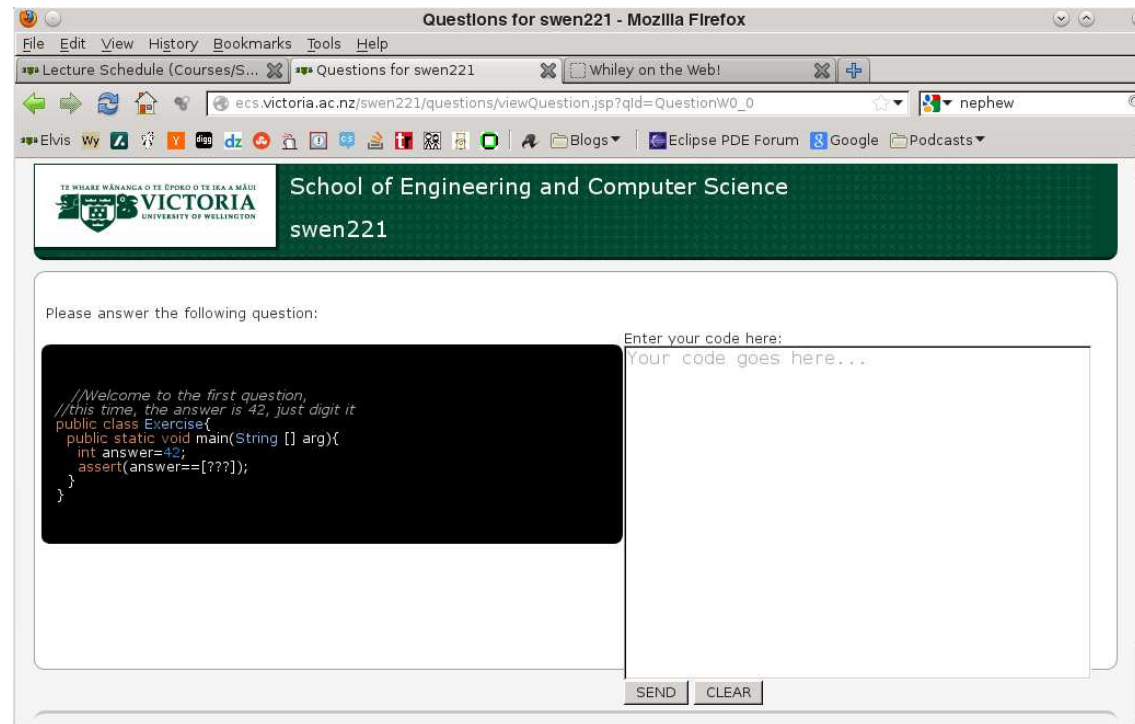 Questions for swen221 - Mozilla Firefox
File Edit View History Bookmarks Tools Help
Lecture Schedule (Courses/S... Questions for swen221 Whiley on the Web!
ecs.victoria.ac.nz/swen221/questions/viewQuestion.jsp?qId=QuestionW0_0 nephew
Elvis Wy digg dz Blogs Eclipse PDE Forum Google Podcasts
TE WHARE WĀNANGA O TE ŪPOKO O TE IKA A MĀUI
VICTORIA
UNIVERSITY OF WELLINGTON
School of Engineering and Computer Science
swen221
Please answer the following question:
Enter your code here:
Your code goes here...
//Welcome to the first question,
//this time, the answer is 42, just digit it
public class Exercise{
public static void main(String [] arg){
int answer=42;
assert(answer==[???]);
}
}
SEND CLEAR